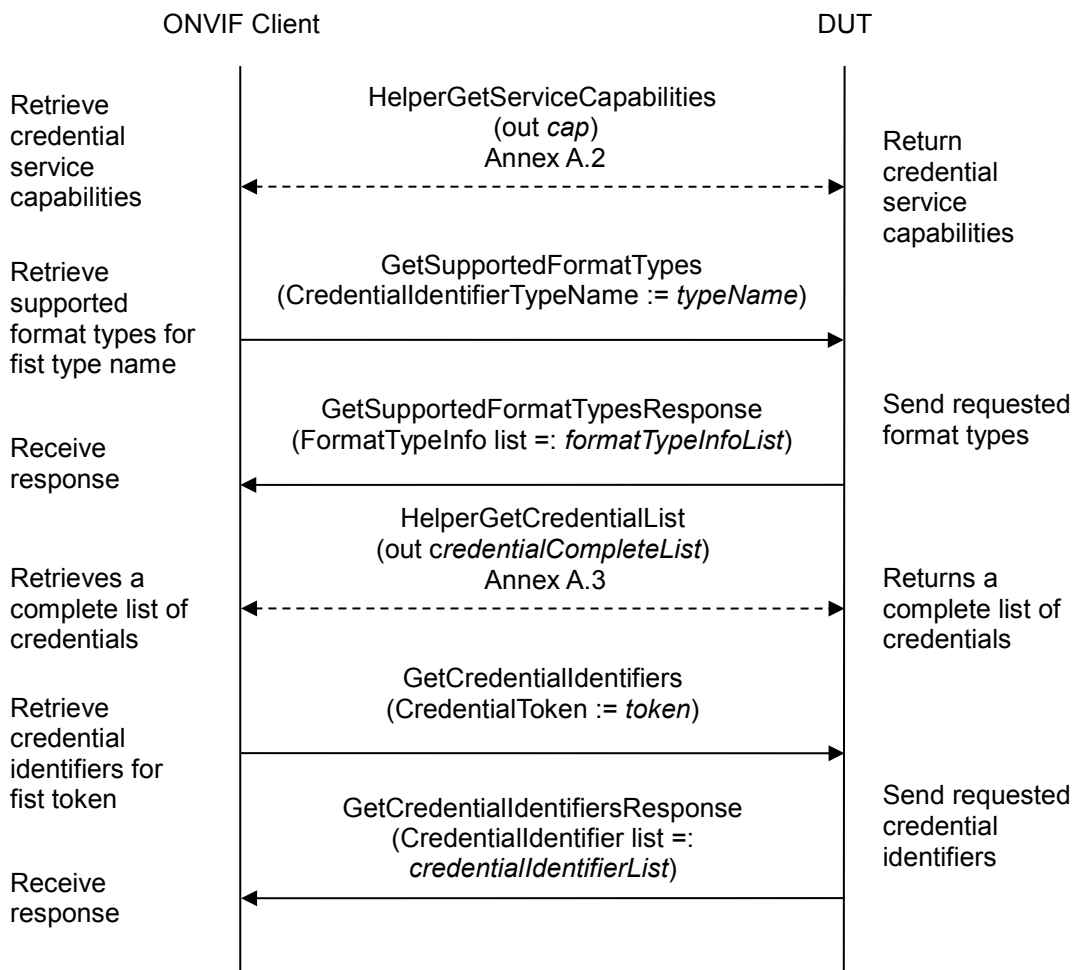 ONVIF Client
DUT
Retrieve
credential
service
capabilities
HelperGetServiceCapabilities
(out cap)
Annex A.2
Return
credential
service
capabilities
Retrieve
supported
format types for
fist type name
GetSupportedFormatTypes
(CredentialIdentifierTypeName := typeName)
GetSupportedFormatTypesResponse
(FormatTypeInfo list =: formatTypeInfoList)
Send requested
format types
Receive
response
HelperGetCredentialList
(out credentialCompleteList)
Annex A.3
Retrieves a
complete list of
credentials
Returns a
complete list of
credentials
GetCredentialIdentifiers
(CredentialToken := token)
Retrieve
credential
identifiers for
fist token
GetCredentialIdentifiersResponse
(CredentialIdentifier list =:
credentialIdentifierList)
Send requested
credential
identifiers
Receive
response